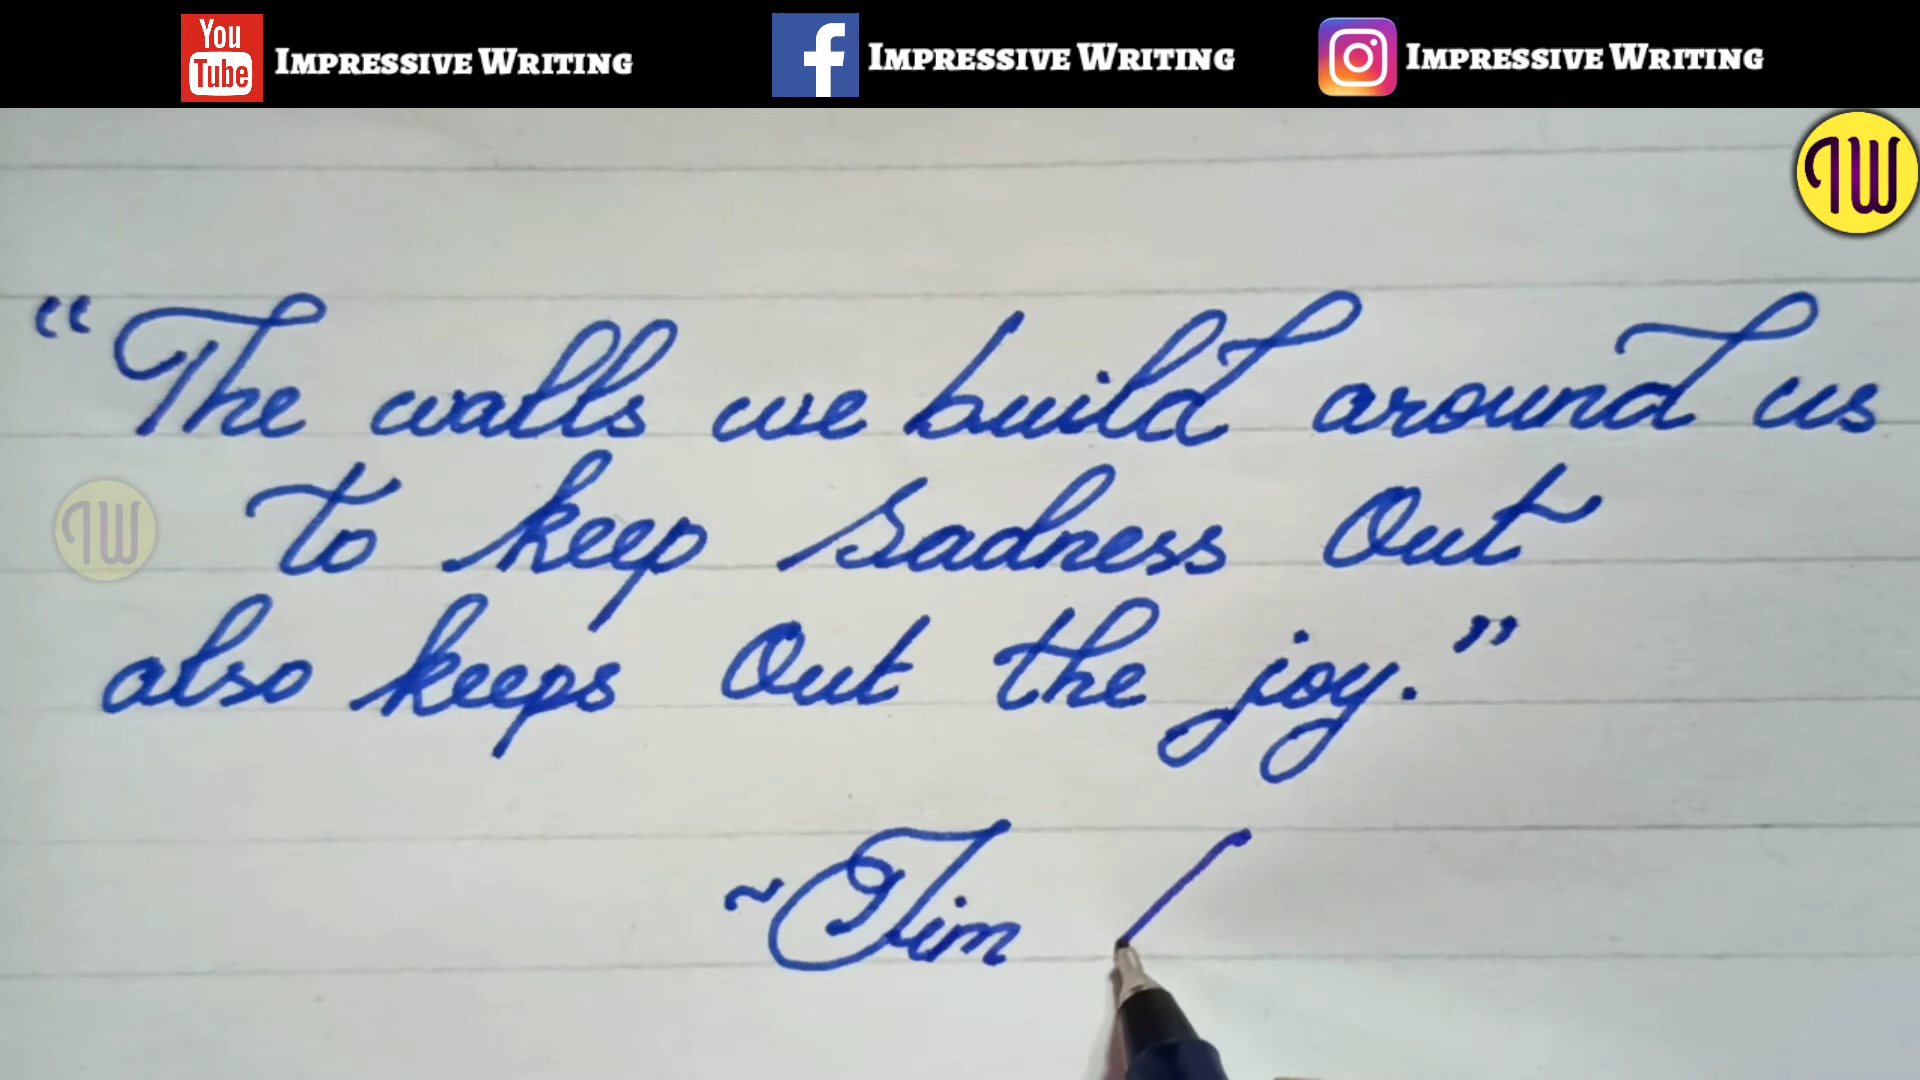 You Tube IMPRESSIVE WRITING f IMPRESSIVE WRITING IMPRESSIVE WRITING
IW
“The walls we build around us
IW
to keep Sadness Out
also keeps Out the joy.”
~Jim